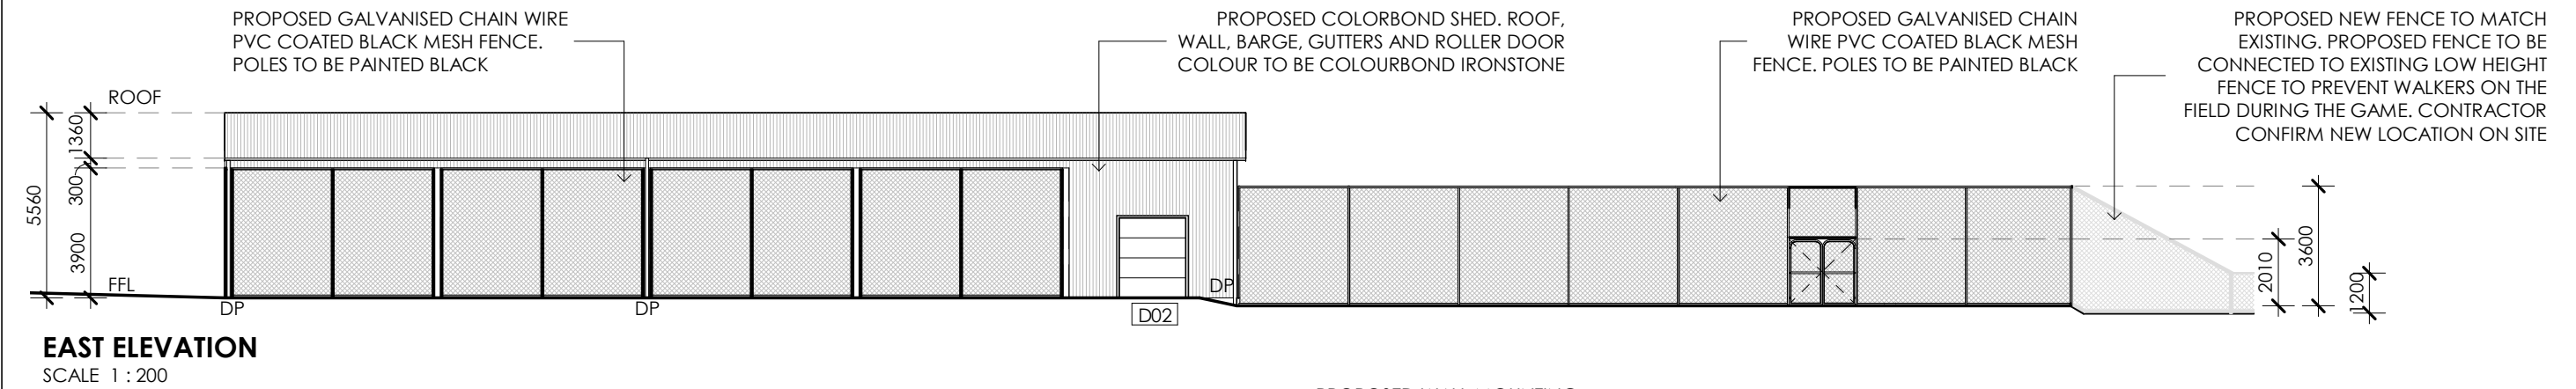 PROPOSED GALVANISED CHAIN WIRE
PVC COATED BLACK MESH FENCE.
POLES TO BE PAINTED BLACK
PROPOSED COLORBOND SHED. ROOF,
WALL, BARGE, GUTTERS AND ROLLER DOOR
COLOUR TO BE COLOURBOND IRONSTONE
PROPOSED GALVANISED CHAIN
WIRE PVC COATED BLACK MESH
FENCE. POLES TO BE PAINTED BLACK
PROPOSED NEW FENCE TO MATCH
EXISTING. PROPOSED FENCE TO BE
CONNECTED TO EXISTING LOW HEIGHT
FENCE TO PREVENT WALKERS ON THE
FIELD DURING THE GAME. CONTRACTOR
CONFIRM NEW LOCATION ON SITE
ROOF
1360
300
5560
3900
FFL
DP
DP
DP
D02
2010
3600
1200
EAST ELEVATION
SCALE 1 : 200